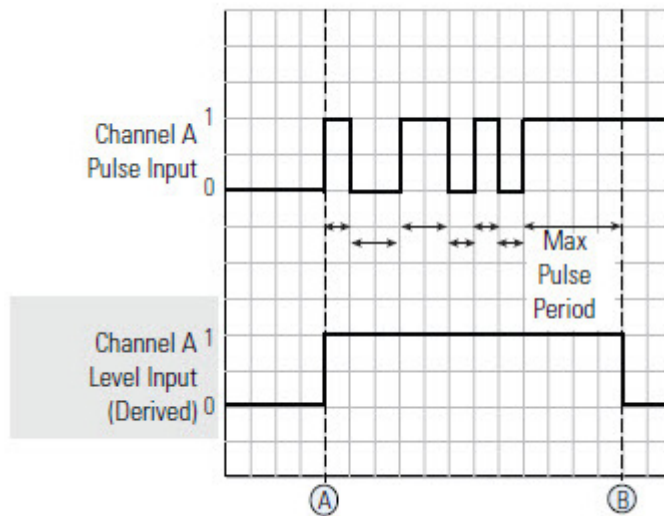 Channel A 1
Pulse Input
0
Max
Pulse
Period
Channel A 1
Level Input
(Derived) 0
A B